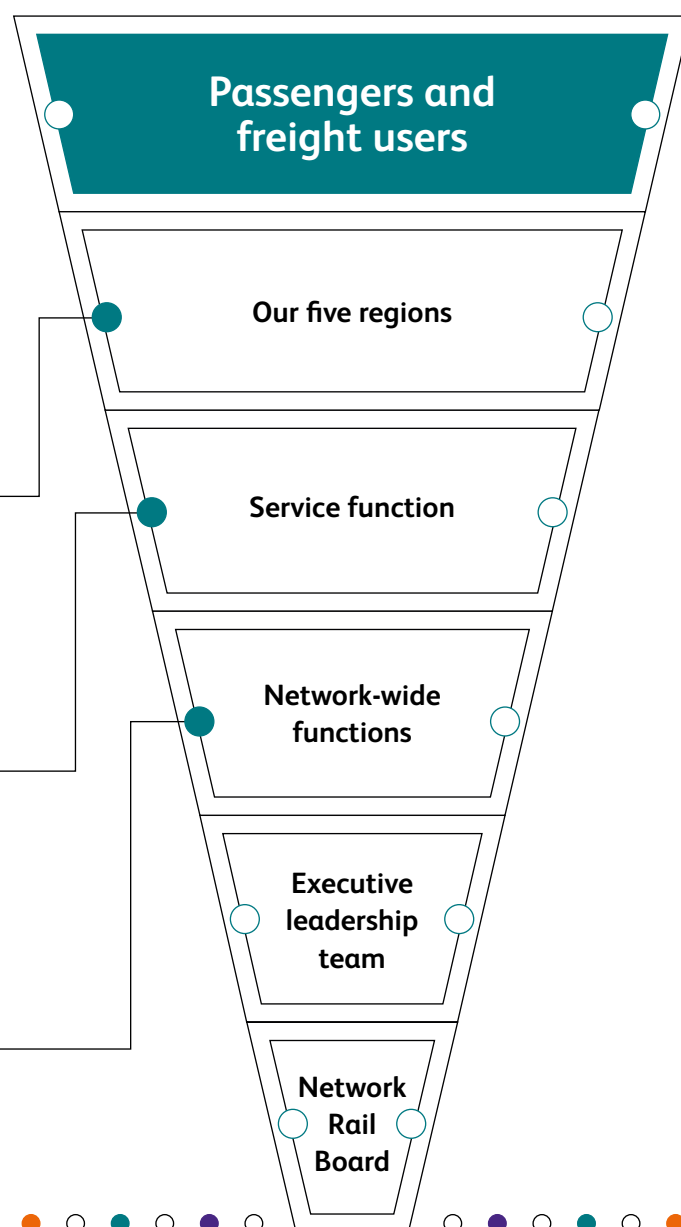 Passengers and
freight users
Our five regions
Service function
Network-wide
functions
Executive
leadership
team
Network
Rail
Board